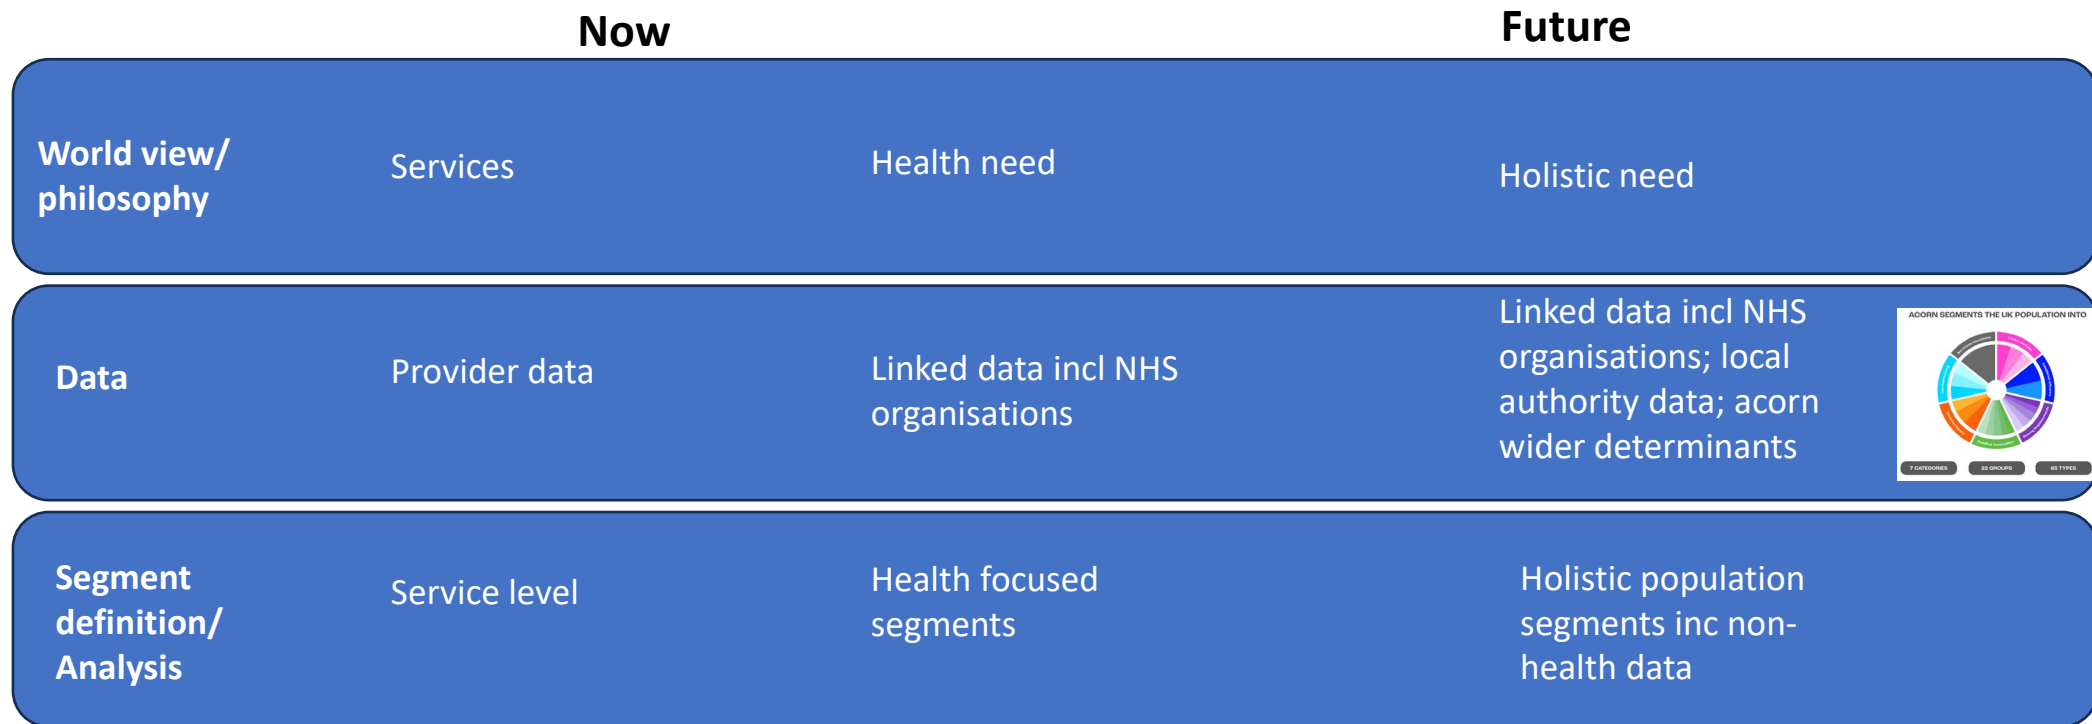 Now
Future
World view/
philosophy
Services
Health need
Holistic need
Data
Provider data
Linked data incl NHS
organisations
Linked data incl NHS
organisations; local
authority data; acorn
wider determinants
ACORN SEGMENTS THE UK POPULATION INTO
7 CATEGORIES
22 GROUPS
65 TYPES
Segment
definition/
Analysis
Service level
Health focused
segments
Holistic population
segments inc non-
health data